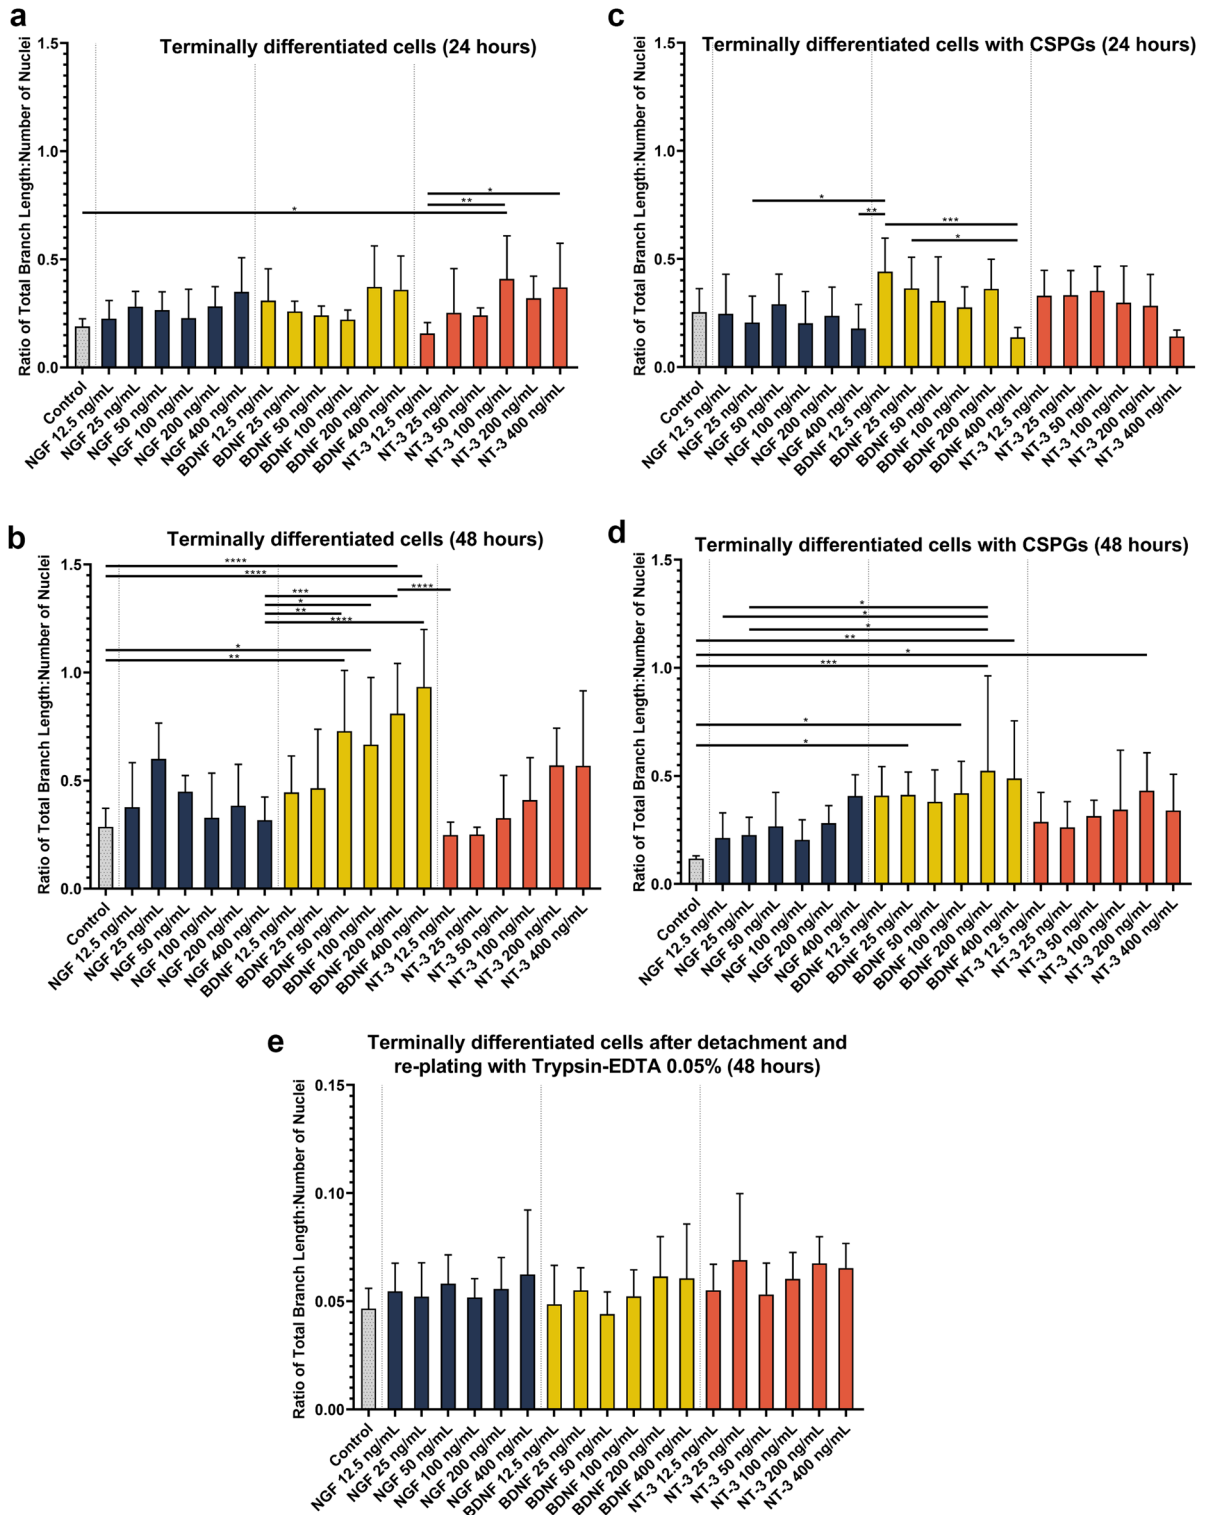 a
Terminally differentiated cells (24 hours)
Ratio of Total Branch Length:Number of Nuclei
1.5
1.0
0.5
0.0
*
**
*
Control
NGF 12.5 ng/mL
NGF 25 ng/mL
NGF 50 ng/mL
NGF 100 ng/mL
NGF 200 ng/mL
NGF 400 ng/mL
BDNF 12.5 ng/mL
BDNF 25 ng/mL
BDNF 50 ng/mL
BDNF 100 ng/mL
BDNF 200 ng/mL
BDNF 400 ng/mL
NT-3 12.5 ng/mL
NT-3 25 ng/mL
NT-3 50 ng/mL
NT-3 100 ng/mL
NT-3 200 ng/mL
NT-3 400 ng/mL
c
Terminally differentiated cells with CSPGs (24 hours)
Ratio of Total Branch Length:Number of Nuclei
1.5
1.0
0.5
0.0
*
**
***
*
Control
NGF 12.5 ng/mL
NGF 25 ng/mL
NGF 50 ng/mL
NGF 100 ng/mL
NGF 200 ng/mL
NGF 400 ng/mL
BDNF 12.5 ng/mL
BDNF 25 ng/mL
BDNF 50 ng/mL
BDNF 100 ng/mL
BDNF 200 ng/mL
BDNF 400 ng/mL
NT-3 12.5 ng/mL
NT-3 25 ng/mL
NT-3 50 ng/mL
NT-3 100 ng/mL
NT-3 200 ng/mL
NT-3 400 ng/mL
b
Terminally differentiated cells (48 hours)
Ratio of Total Branch Length:Number of Nuclei
1.5
1.0
0.5
0.0
****
****
****
***
*
**
****
*
**
Control
NGF 12.5 ng/mL
NGF 25 ng/mL
NGF 50 ng/mL
NGF 100 ng/mL
NGF 200 ng/mL
NGF 400 ng/mL
BDNF 12.5 ng/mL
BDNF 25 ng/mL
BDNF 50 ng/mL
BDNF 100 ng/mL
BDNF 200 ng/mL
BDNF 400 ng/mL
NT-3 12.5 ng/mL
NT-3 25 ng/mL
NT-3 50 ng/mL
NT-3 100 ng/mL
NT-3 200 ng/mL
NT-3 400 ng/mL
d
Terminally differentiated cells with CSPGs (48 hours)
Ratio of Total Branch Length:Number of Nuclei
1.5
1.0
0.5
0.0
*
*
*
**
*
***
*
*
Control
NGF 12.5 ng/mL
NGF 25 ng/mL
NGF 50 ng/mL
NGF 100 ng/mL
NGF 200 ng/mL
NGF 400 ng/mL
BDNF 12.5 ng/mL
BDNF 25 ng/mL
BDNF 50 ng/mL
BDNF 100 ng/mL
BDNF 200 ng/mL
BDNF 400 ng/mL
NT-3 12.5 ng/mL
NT-3 25 ng/mL
NT-3 50 ng/mL
NT-3 100 ng/mL
NT-3 200 ng/mL
NT-3 400 ng/mL
e
Terminally differentiated cells after detachment and
re-plating with Trypsin-EDTA 0.05% (48 hours)
Ratio of Total Branch Length:Number of Nuclei
0.15
0.10
0.05
0.00
Control
NGF 12.5 ng/mL
NGF 25 ng/mL
NGF 50 ng/mL
NGF 100 ng/mL
NGF 200 ng/mL
NGF 400 ng/mL
BDNF 12.5 ng/mL
BDNF 25 ng/mL
BDNF 50 ng/mL
BDNF 100 ng/mL
BDNF 200 ng/mL
BDNF 400 ng/mL
NT-3 12.5 ng/mL
NT-3 25 ng/mL
NT-3 50 ng/mL
NT-3 100 ng/mL
NT-3 200 ng/mL
NT-3 400 ng/mL